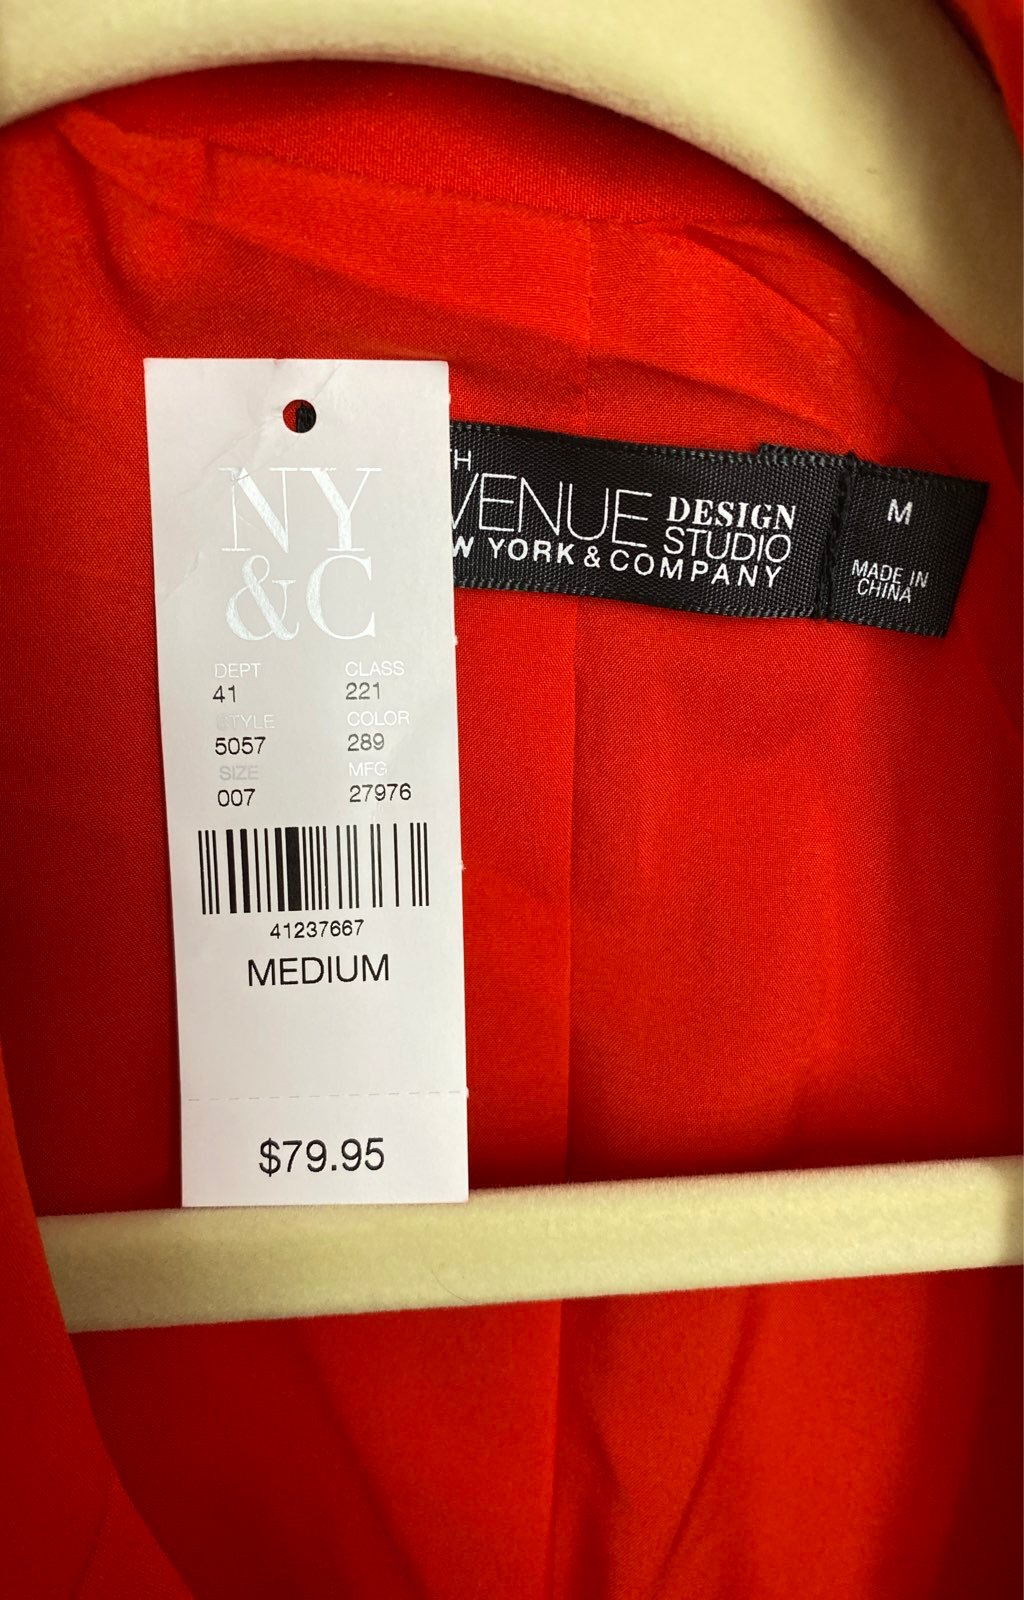 NY
&C
DEPT CLASS
41 221
STYLE COLOR
5057 289
SIZE MFG
007 27976
41237667
MEDIUM
$79.95
TH
VENUE DESIGN
STUDIO
W YORK & COMPANY
M
MADE IN
CHINA